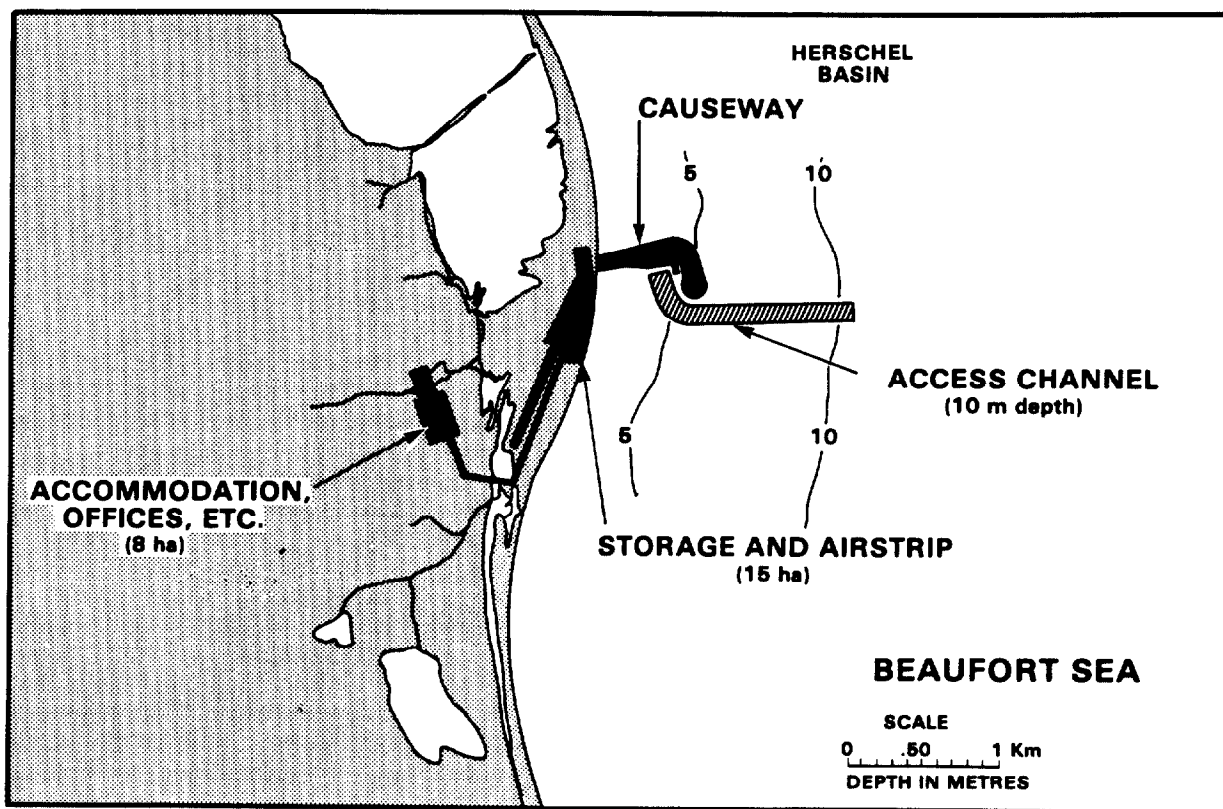 HERSCHEL
BASIN
CAUSEWAY
5
10
ACCESS CHANNEL
(10 m depth)
5
10
ACCOMMODATION,
OFFICES, ETC.
(8 ha)
STORAGE AND AIRSTRIP
(15 ha)
BEAUFORT SEA
SCALE
0 .50 1 Km
DEPTH IN METRES